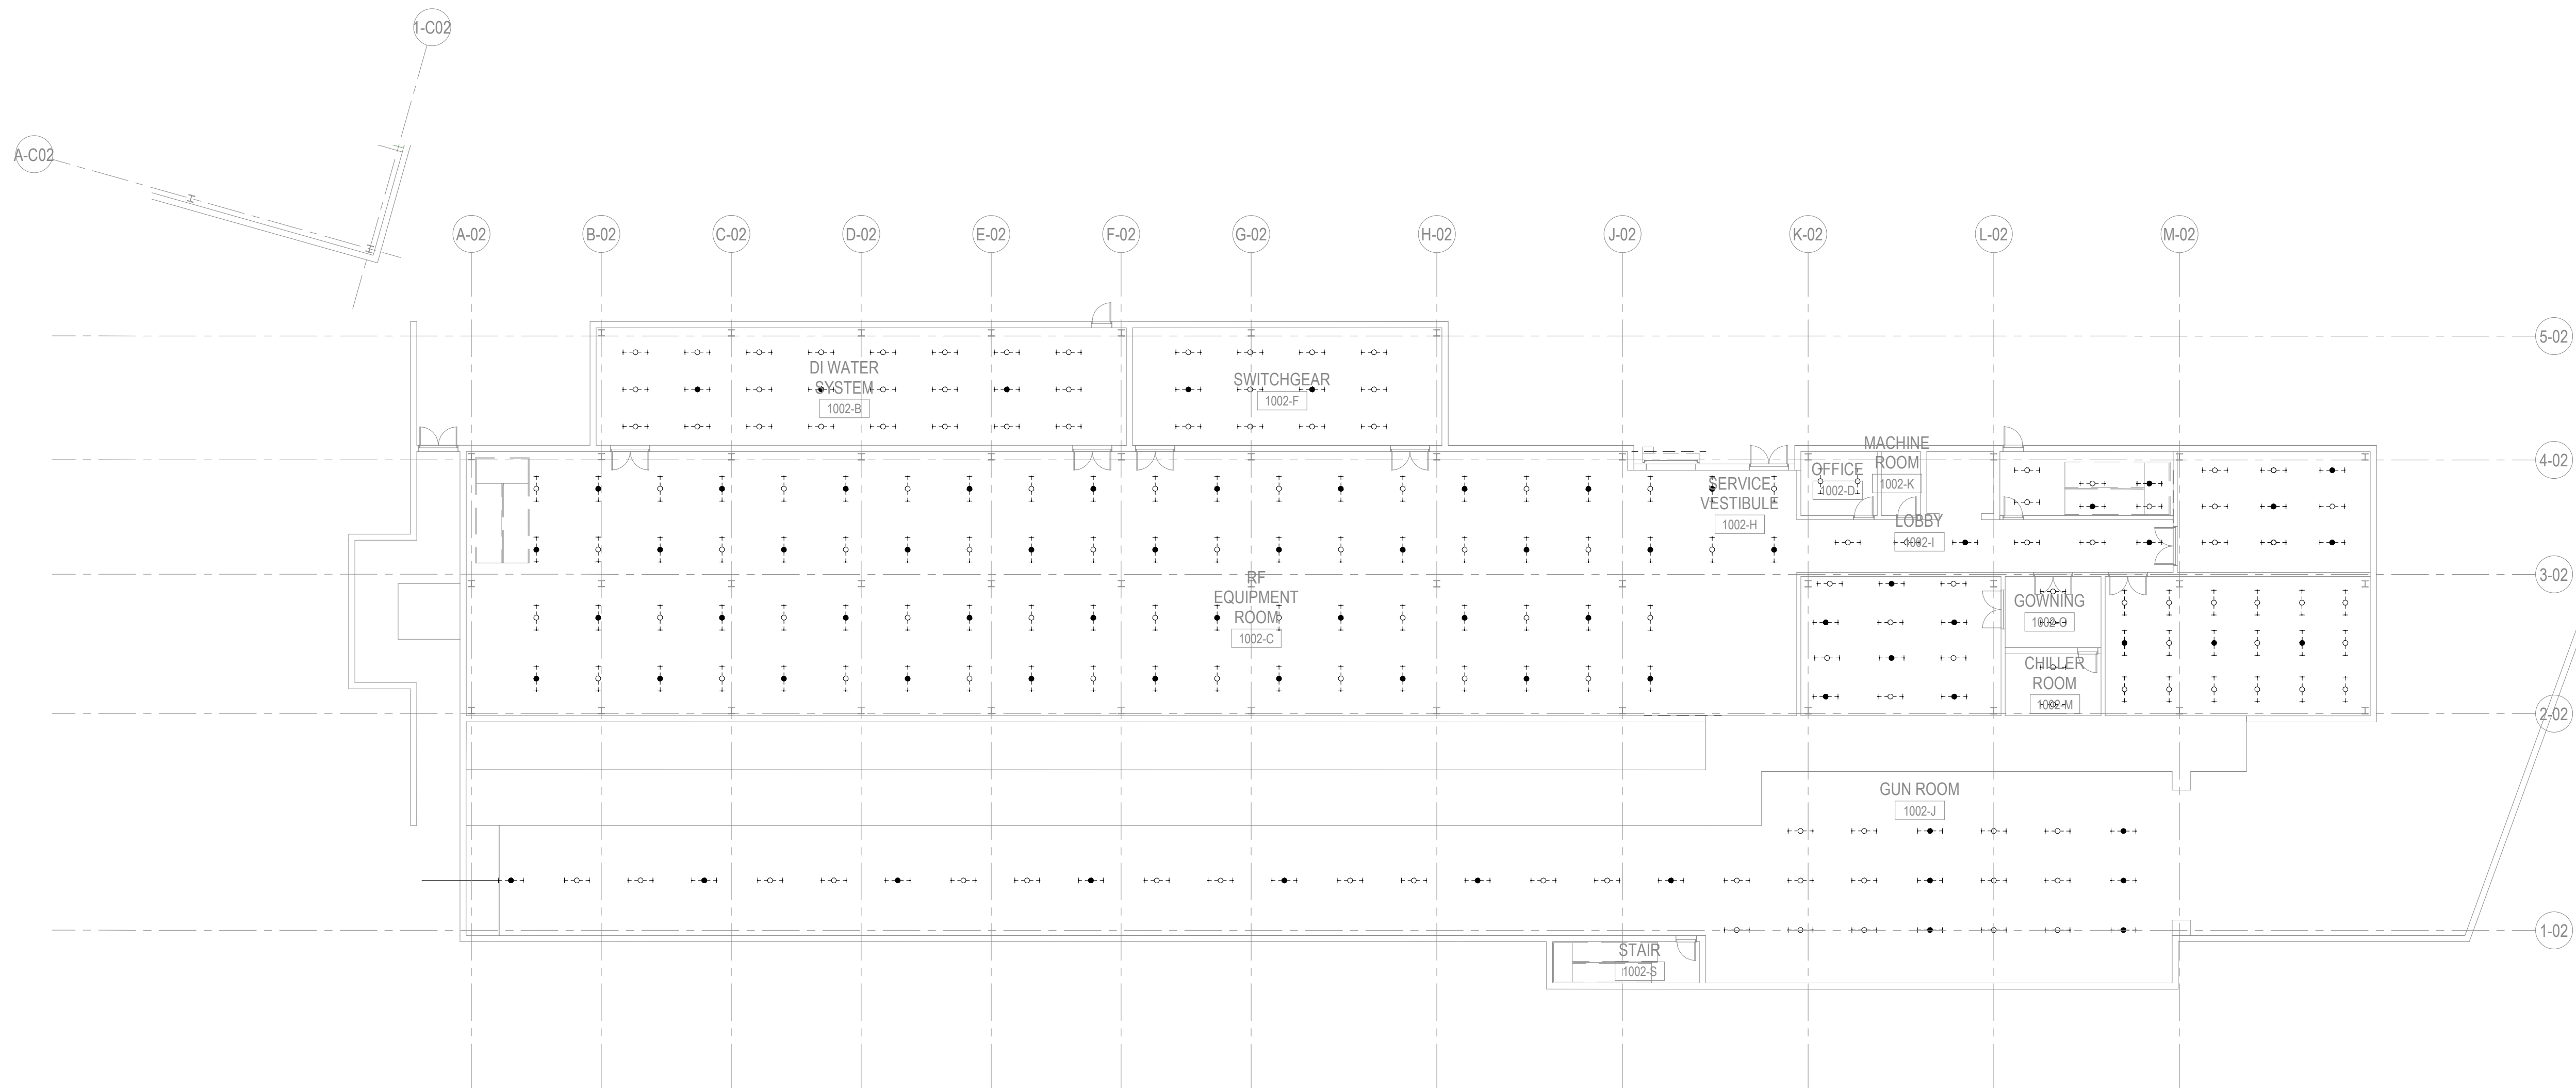 1-C02
A-C02
A-02
B-02
C-02
D-02
E-02
F-02
G-02
H-02
J-02
K-02
L-02
M-02
5-02
DI WATER
SYSTEM
1002-B
SWITCHGEAR
1002-F
4-02
MACHINE
ROOM
1002-K
OFFICE
1002-D
SERVICE
VESTIBULE
1002-H
LOBBY
1002-I
3-02
RF
EQUIPMENT
ROOM
1002-C
GOWNING
CHILLER
ROOM
1002-M
2-02
GUN ROOM
1002-J
1-02
STAIR
1002-S